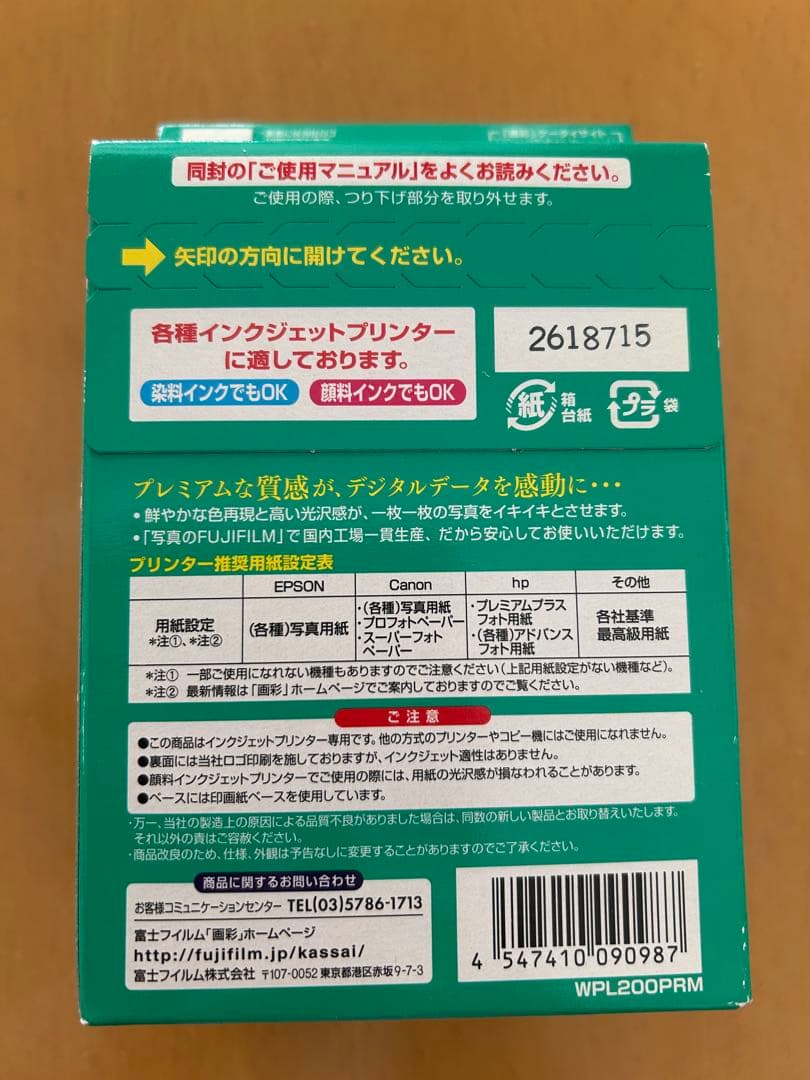 同封の「ご使用マニュアル」をよくお読みください。
ご使用の際、つり下げ部分を取り外せます。
矢印の方向に開けてください。
各種インクジェットプリンター
に適しております。
染料インクでもOK 顔料インクでもOK
2618715
紙 箱 台紙 プラ 袋
プレミアムな質感が、デジタルデータを感動に・・・
・鮮やかな色再現と高い光沢感が、一枚一枚の写真をイキイキとさせます。
・「写真のFUJIFILM」で国内工場一貫生産、だから安心してお使いいただけます。
プリンター推奨用紙設定表
EPSON Canon hp その他
用紙設定
*注①、*注②
(各種)写真用紙
・(各種)写真用紙
・プロフォトペーパー
・スーパーフォト
ペーパー
・プレミアムプラス
フォト用紙
・(各種)アドバンス
フォト用紙
各社基準
最高級用紙
*注① 一部ご使用になれない機種もありますのでご注意ください(上記用紙設定がない機種など)。
*注② 最新情報は「画彩」ホームページでご案内しておりますのでご覧ください。
ご注意
●この商品はインクジェットプリンター専用です。他の方式のプリンターやコピー機にはご使用になれません。
●裏面には当社ロゴ印刷を施しておりますが、インクジェット適性はありません。
●顔料インクジェットプリンターでご使用の際には、用紙の光沢感が損なわれることがあります。
●ベースには印画紙ベースを使用しています。
・万一、当社の製造上の原因による品質不良がありました場合は、同数の新しい製品とお取り替えいたします。
それ以外の責はご容赦ください。
・商品改良のため、仕様、外観は予告なしに変更することがありますのでご了承ください。
商品に関するお問い合わせ
お客様コミュニケーションセンター TEL(03)5786-1713
富士フイルム「画彩」ホームページ
http://fujifilm.jp/kassai/
富士フイルム株式会社 〒107-0052 東京都港区赤坂9-7-3
4 547410 090987
WPL200PRM